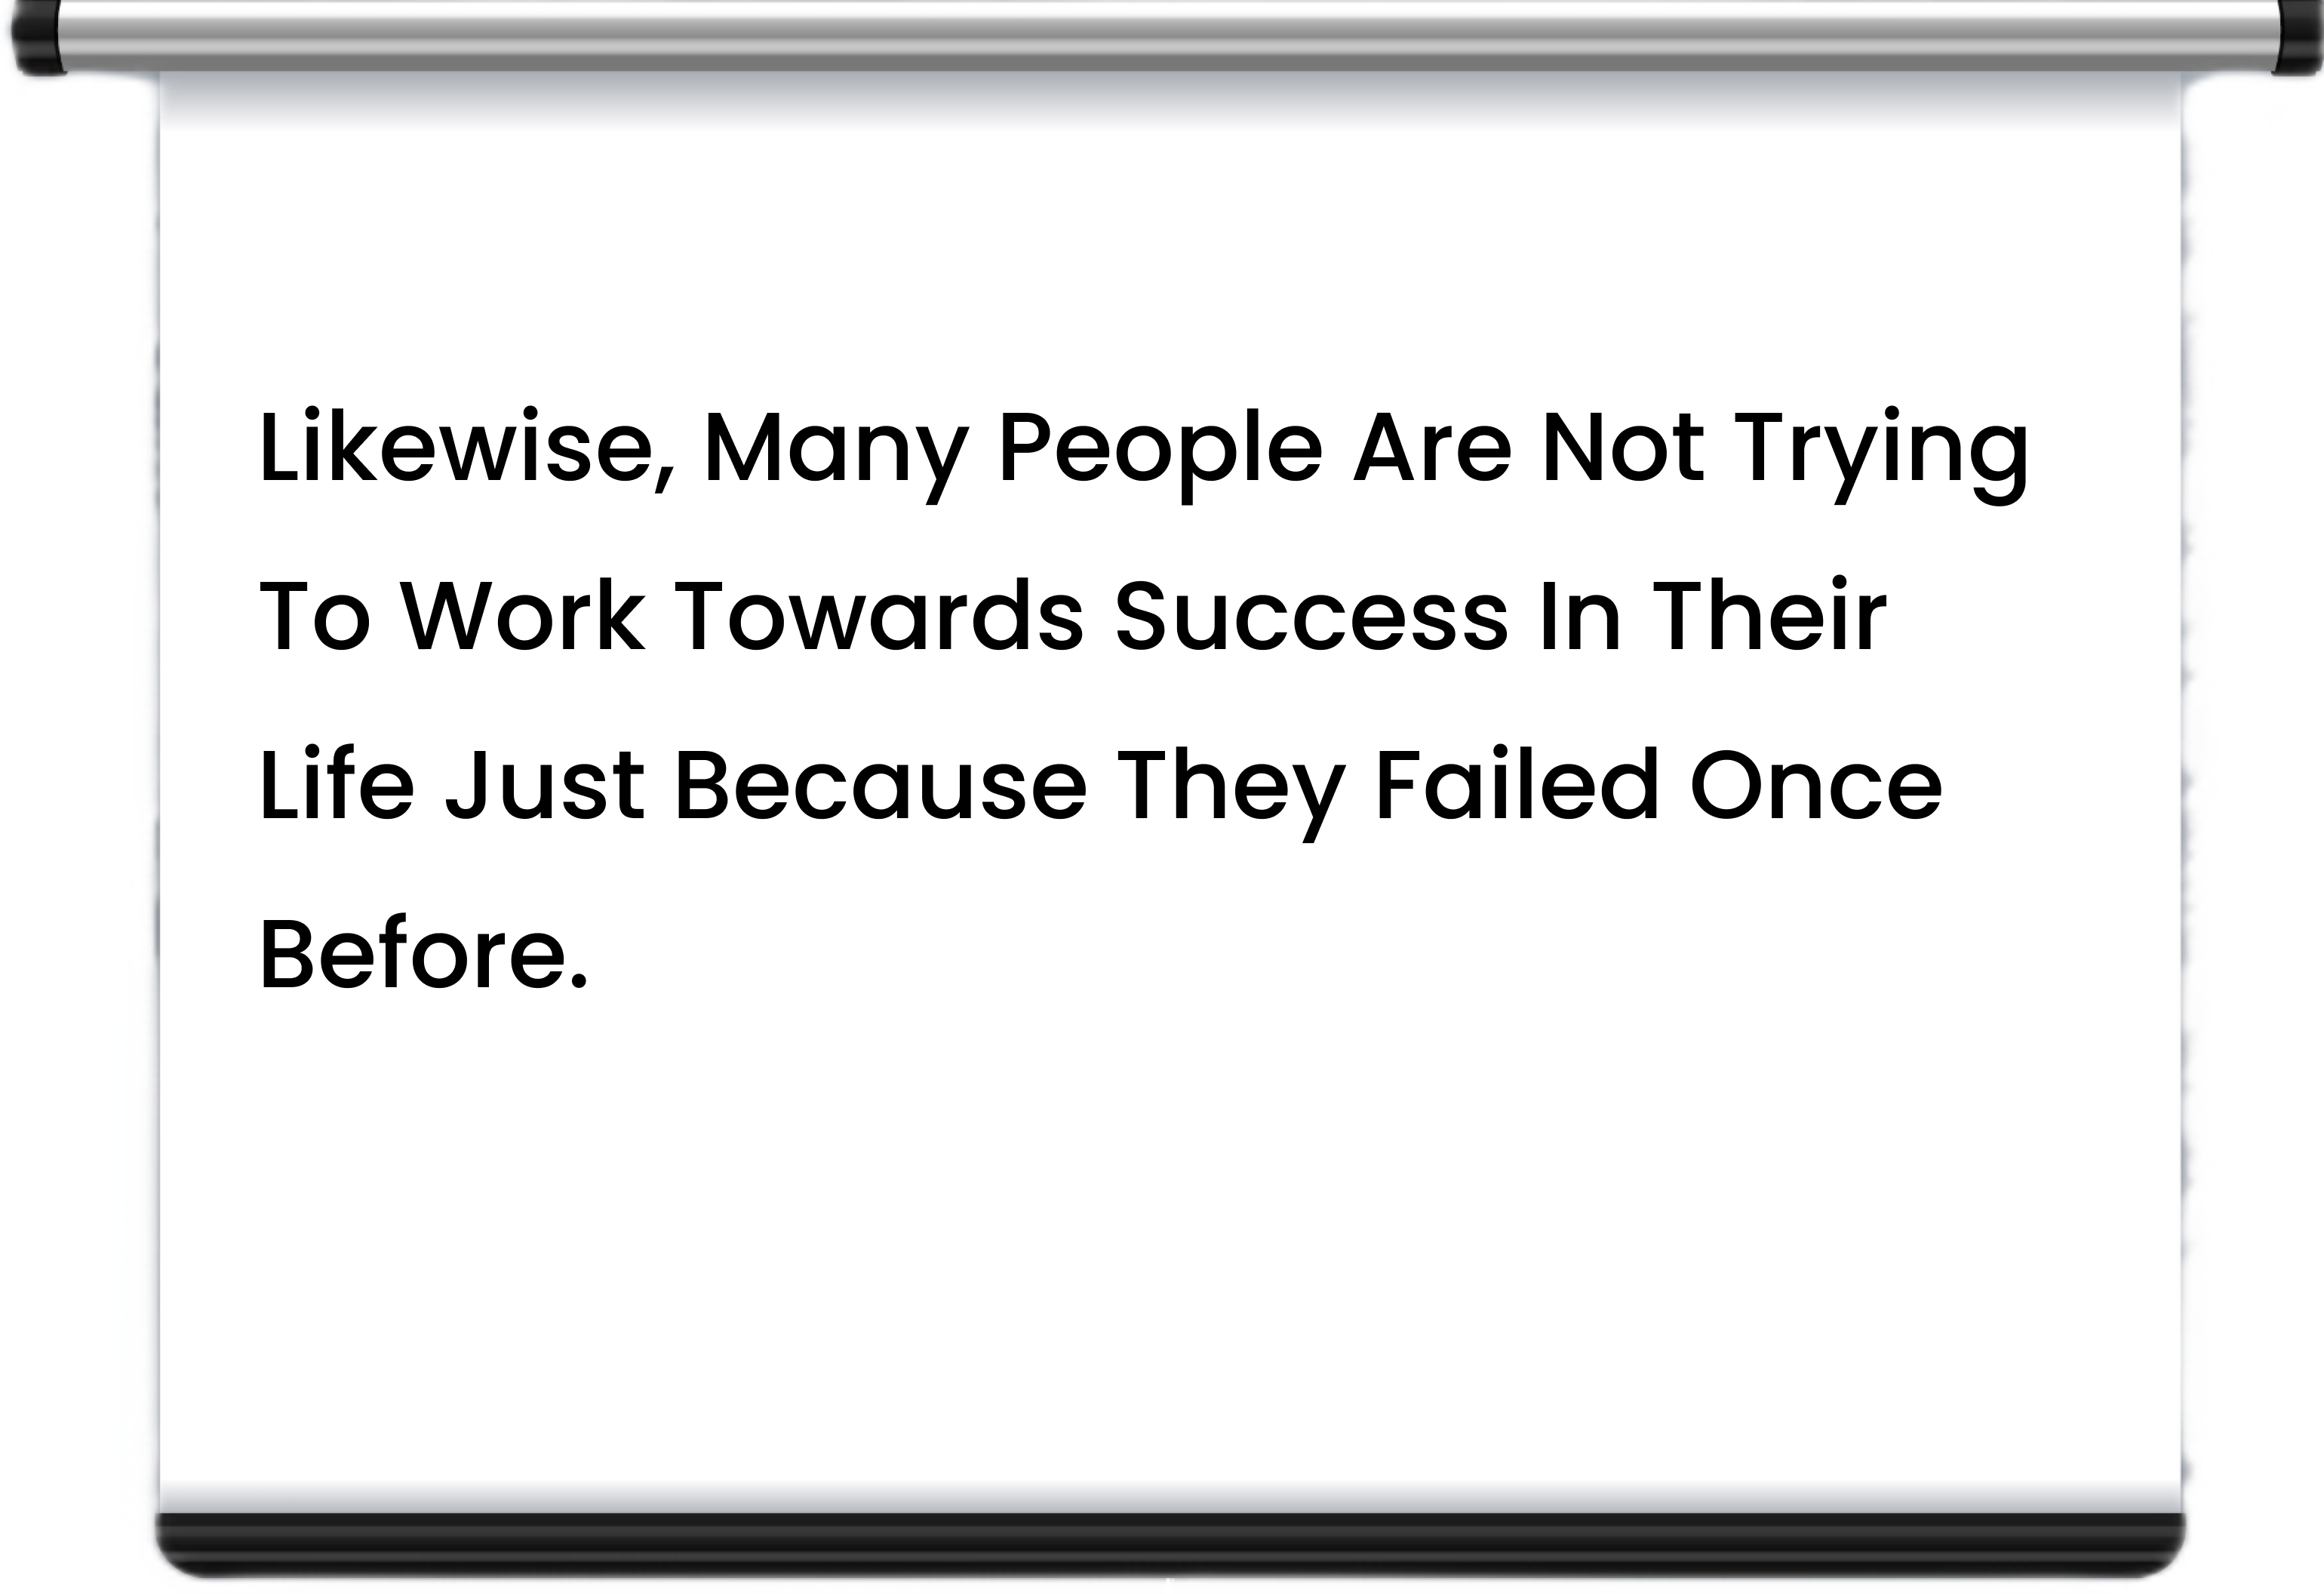 Likewise, Many People Are Not Trying
To Work Towards Success In Their
Life Just Because They Failed Once
Before.